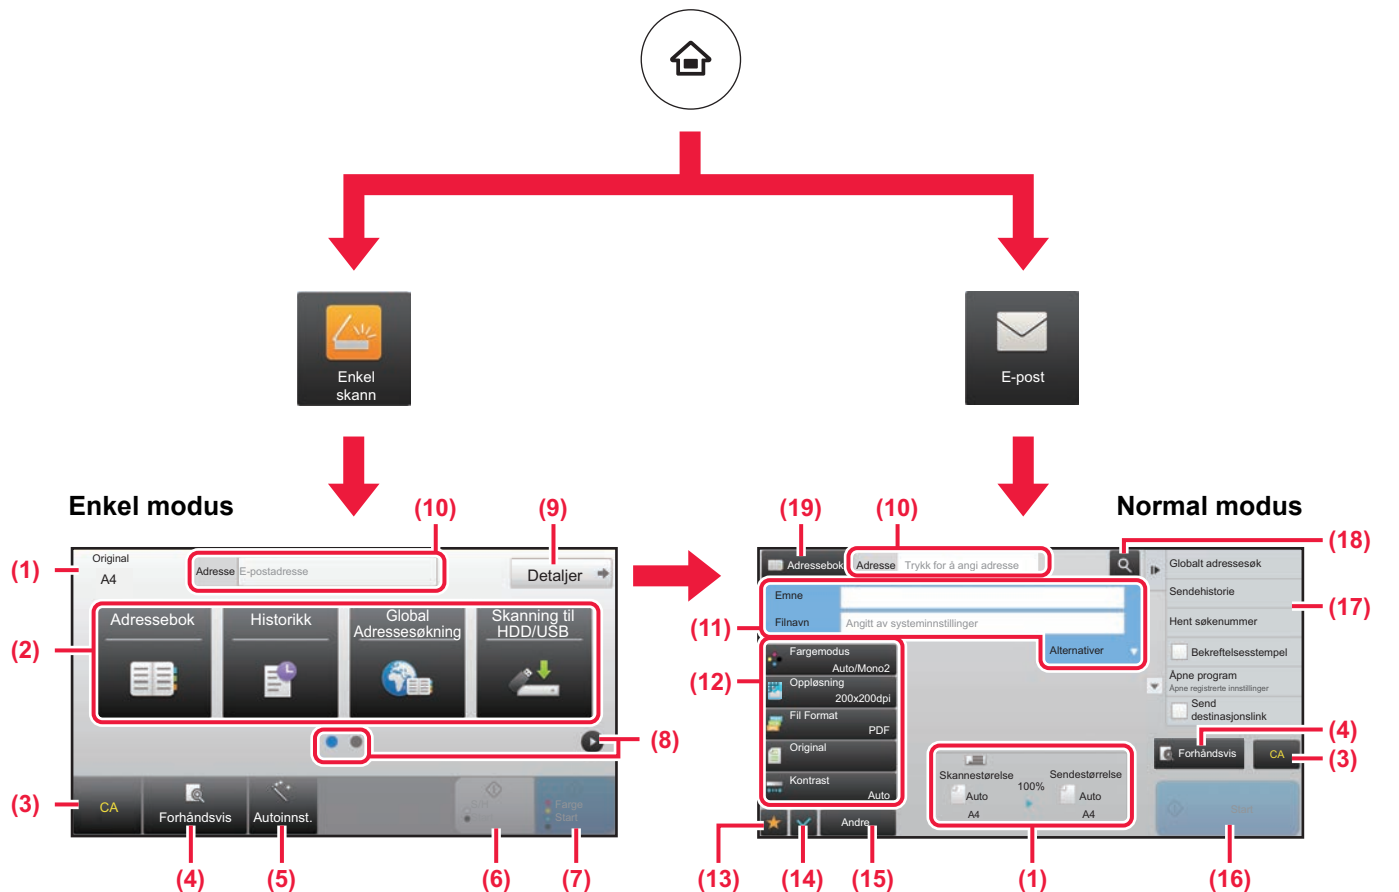 Enkel
skann
E-post
Enkel modus
Normal modus
(10)
(9)
(19)
(10)
(18)
(1)
Original
A4
Adresse
E-postadresse
Detaljer
Adressebok
Adresse
Trykk for å angi adresse
Globalt adressesøk
Sendehistorie
(17)
Hent søkenummer
Bekreftelsesstempel
Åpne program
Åpne registrerte innstillinger
Send
destinasjonslink
(2)
Adressebok
Historikk
Global
Adressesøkning
Skanning til
HDD/USB
(11)
Emne
Filnavn
Angitt av systeminnstillinger
Alternativer
(12)
Fargemodus
Auto/Mono2
Oppløsning
200x200dpi
Fil Format
PDF
Original
Kontrast
Auto
(8)
(4)
Forhåndsvis
CA
(3)
Skannestørelse
100%
Sendestørrelse
Auto
A4
Auto
A4
(3)
CA
Forhåndsvis
Autoinnst.
Farge
Start
Andre
Start
(4)
(5)
(6)
(7)
(13)
(14)
(15)
(1)
(16)